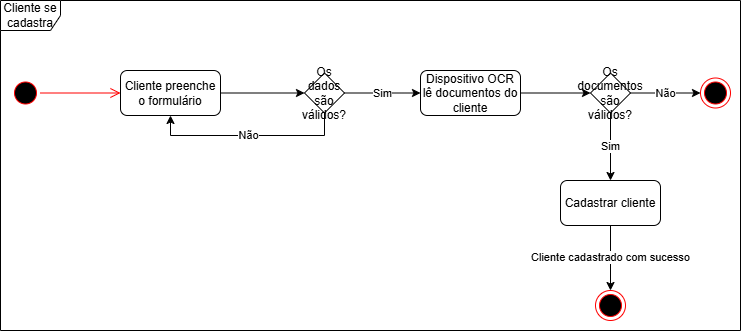 Cliente se
cadastra
Cliente preenche
o formulário
Os
dados
são
válidos?
Não
Sim
Dispositivo OCR
lê documentos do
cliente
Os
documentos
são
válidos?
Não
Sim
Cadastrar cliente
Cliente cadastrado com sucesso